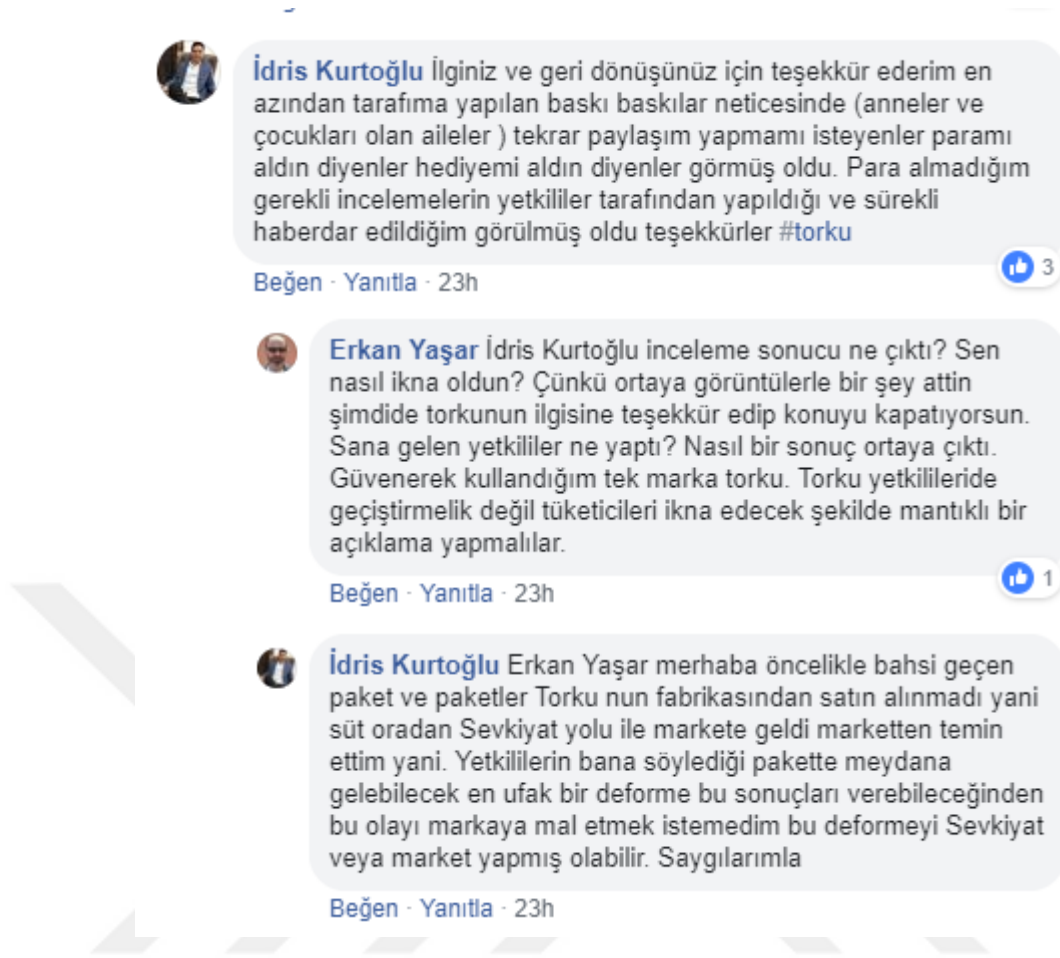 İdris Kurtoğlu İlginiz ve geri dönüşünüz için teşekkür ederim en
azından tarafıma yapılan baskı baskılar neticesinde (anneler ve
çocukları olan aileler ) tekrar paylaşım yapmamı isteyenler paramı
aldın diyenler hediyemi aldın diyenler görmüş oldu. Para almadığım
gerekli incelemelerin yetkililer tarafından yapıldığı ve sürekli
haberdar edildiğim görülmüş oldu teşekkürler #torku
3
Beğen · Yanıtla · 23h
Erkan Yaşar İdris Kurtoğlu inceleme sonucu ne çıktı? Sen
nasıl ikna oldun? Çünkü ortaya görüntülerle bir şey attin
şimdide torkunun ilgisine teşekkür edip konuyu kapatıyorsun.
Sana gelen yetkililer ne yaptı? Nasıl bir sonuç ortaya çıktı.
Güvenerek kullandığım tek marka torku. Torku yetkilileride
geçiştirmelik değil tüketicileri ikna edecek şekilde mantıklı bir
açıklama yapmalılar.
1
Beğen · Yanıtla · 23h
İdris Kurtoğlu Erkan Yaşar merhaba öncelikle bahsi geçen
paket ve paketler Torku nun fabrikasından satın alınmadı yani
süt oradan Sevkiyat yolu ile markete geldi marketten temin
ettim yani. Yetkililerin bana söylediği pakette meydana
gelebilecek en ufak bir deforme bu sonuçları verebileceğinden
bu olayı markaya mal etmek istemedim bu deformeyi Sevkiyat
veya market yapmış olabilir. Saygılarımla
Beğen · Yanıtla · 23h